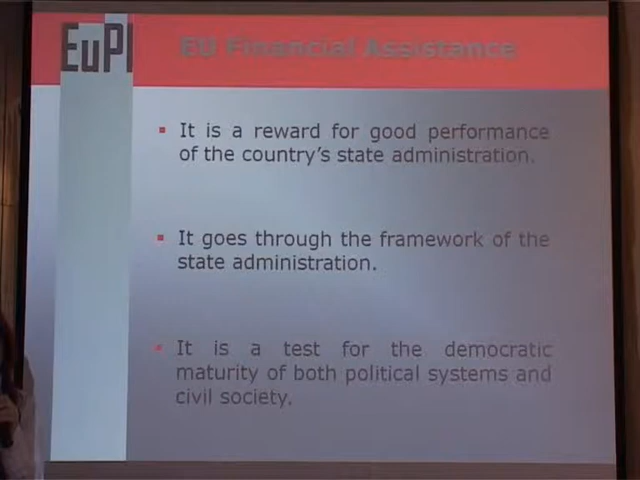 EuPI
EU Financial Assistance
It is a reward for good performance
of the country's state administration.
It goes through the framework of the
state administration.
It is a test for the democratic
maturity of both political systems and
civil society.